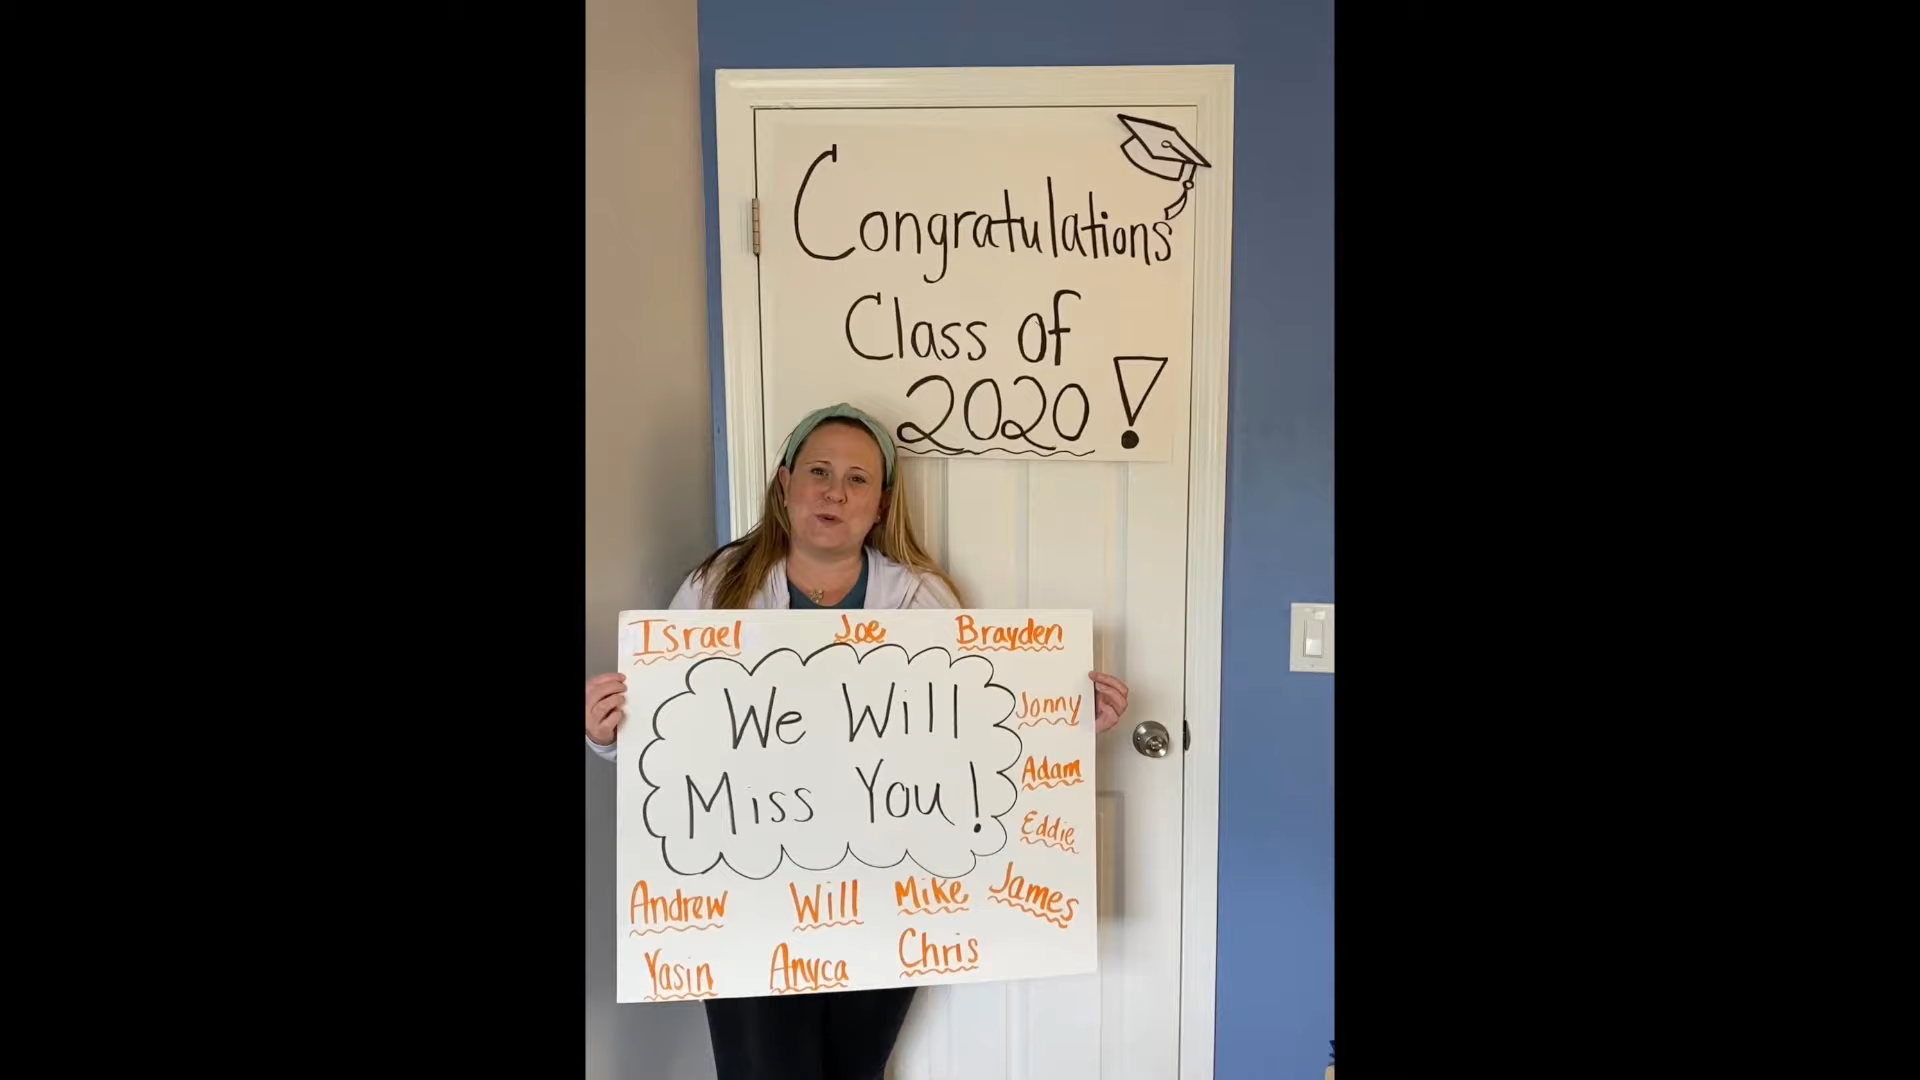 Congratulations
Class of
2020!
Israel Joe Brayden
We Will
Miss You!
Jonny
Adam
Eddie
Andrew Will Mike James
Yasin Anyca Chris